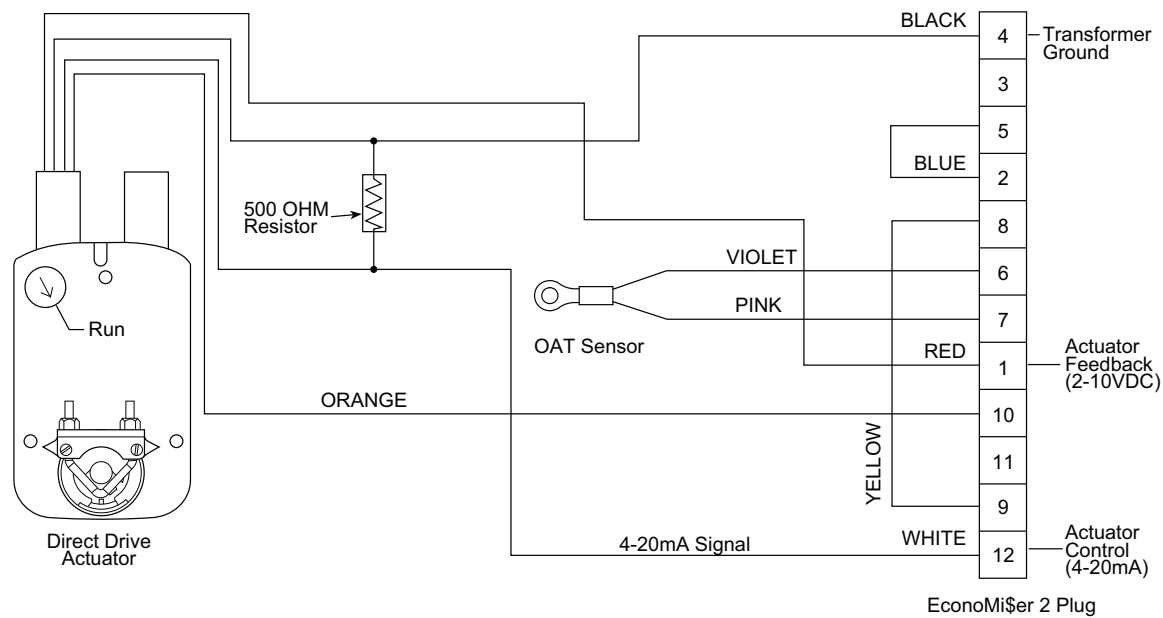 BLACK
4
Transformer
Ground
3
5
BLUE
2
500 OHM
Resistor
8
VIOLET
6
PINK
7
Run
OAT Sensor
RED
1
Actuator
Feedback
(2-10VDC)
ORANGE
10
YELLOW
11
9
Direct Drive
Actuator
4-20mA Signal
WHITE
12
Actuator
Control
(4-20mA)
EconoMi$er 2 Plug